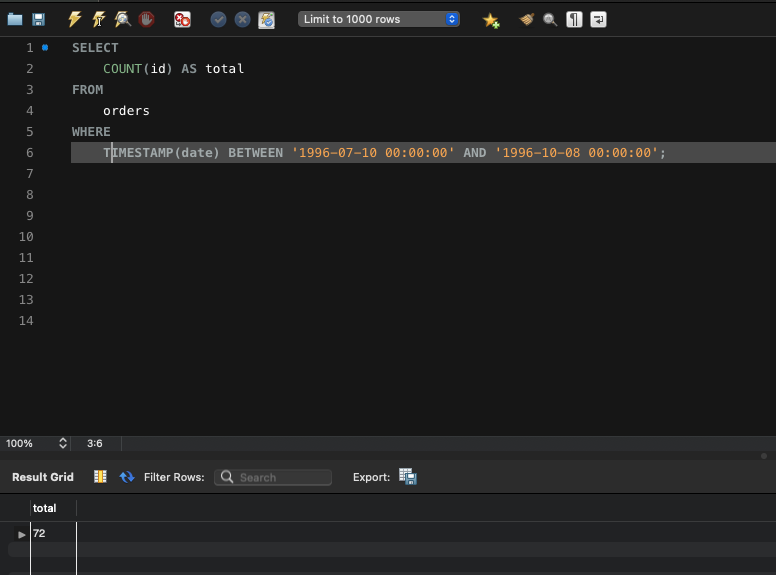 Limit to 1000 rows
1 SELECT
2 COUNT(id) AS total
3 FROM
4 orders
5 WHERE
6 TIMESTAMP(date) BETWEEN '1996-07-10 00:00:00' AND '1996-10-08 00:00:00';
7
8
9
10
11
12
13
14
100% 3:6
Result Grid Filter Rows: Search Export:
total
72